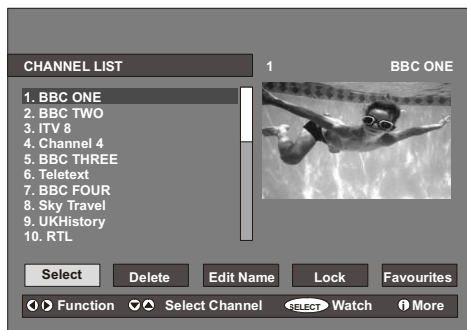 CHANNEL LIST
1 BBC ONE
1. BBC ONE
2. BBC TWO
3. ITV 8
4. Channel 4
5. BBC THREE
6. Teletext
7. BBC FOUR
8. Sky Travel
9. UKHistory
10. RTL
Select Delete Edit Name Lock Favourites
Function Select Channel SELECT Watch i More